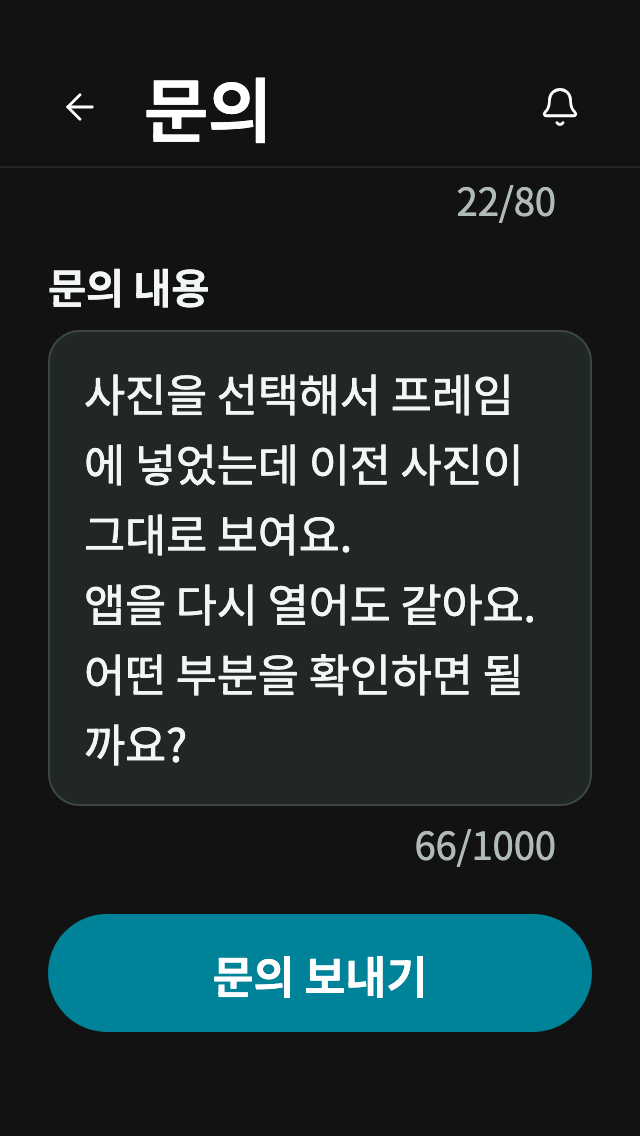 문의
22/80
문의 내용
사진을 선택해서 프레임
에 넣었는데 이전 사진이
그대로 보여요.
앱을 다시 열어도 같아요.
어떤 부분을 확인하면 될
까요?
66/1000
문의 보내기